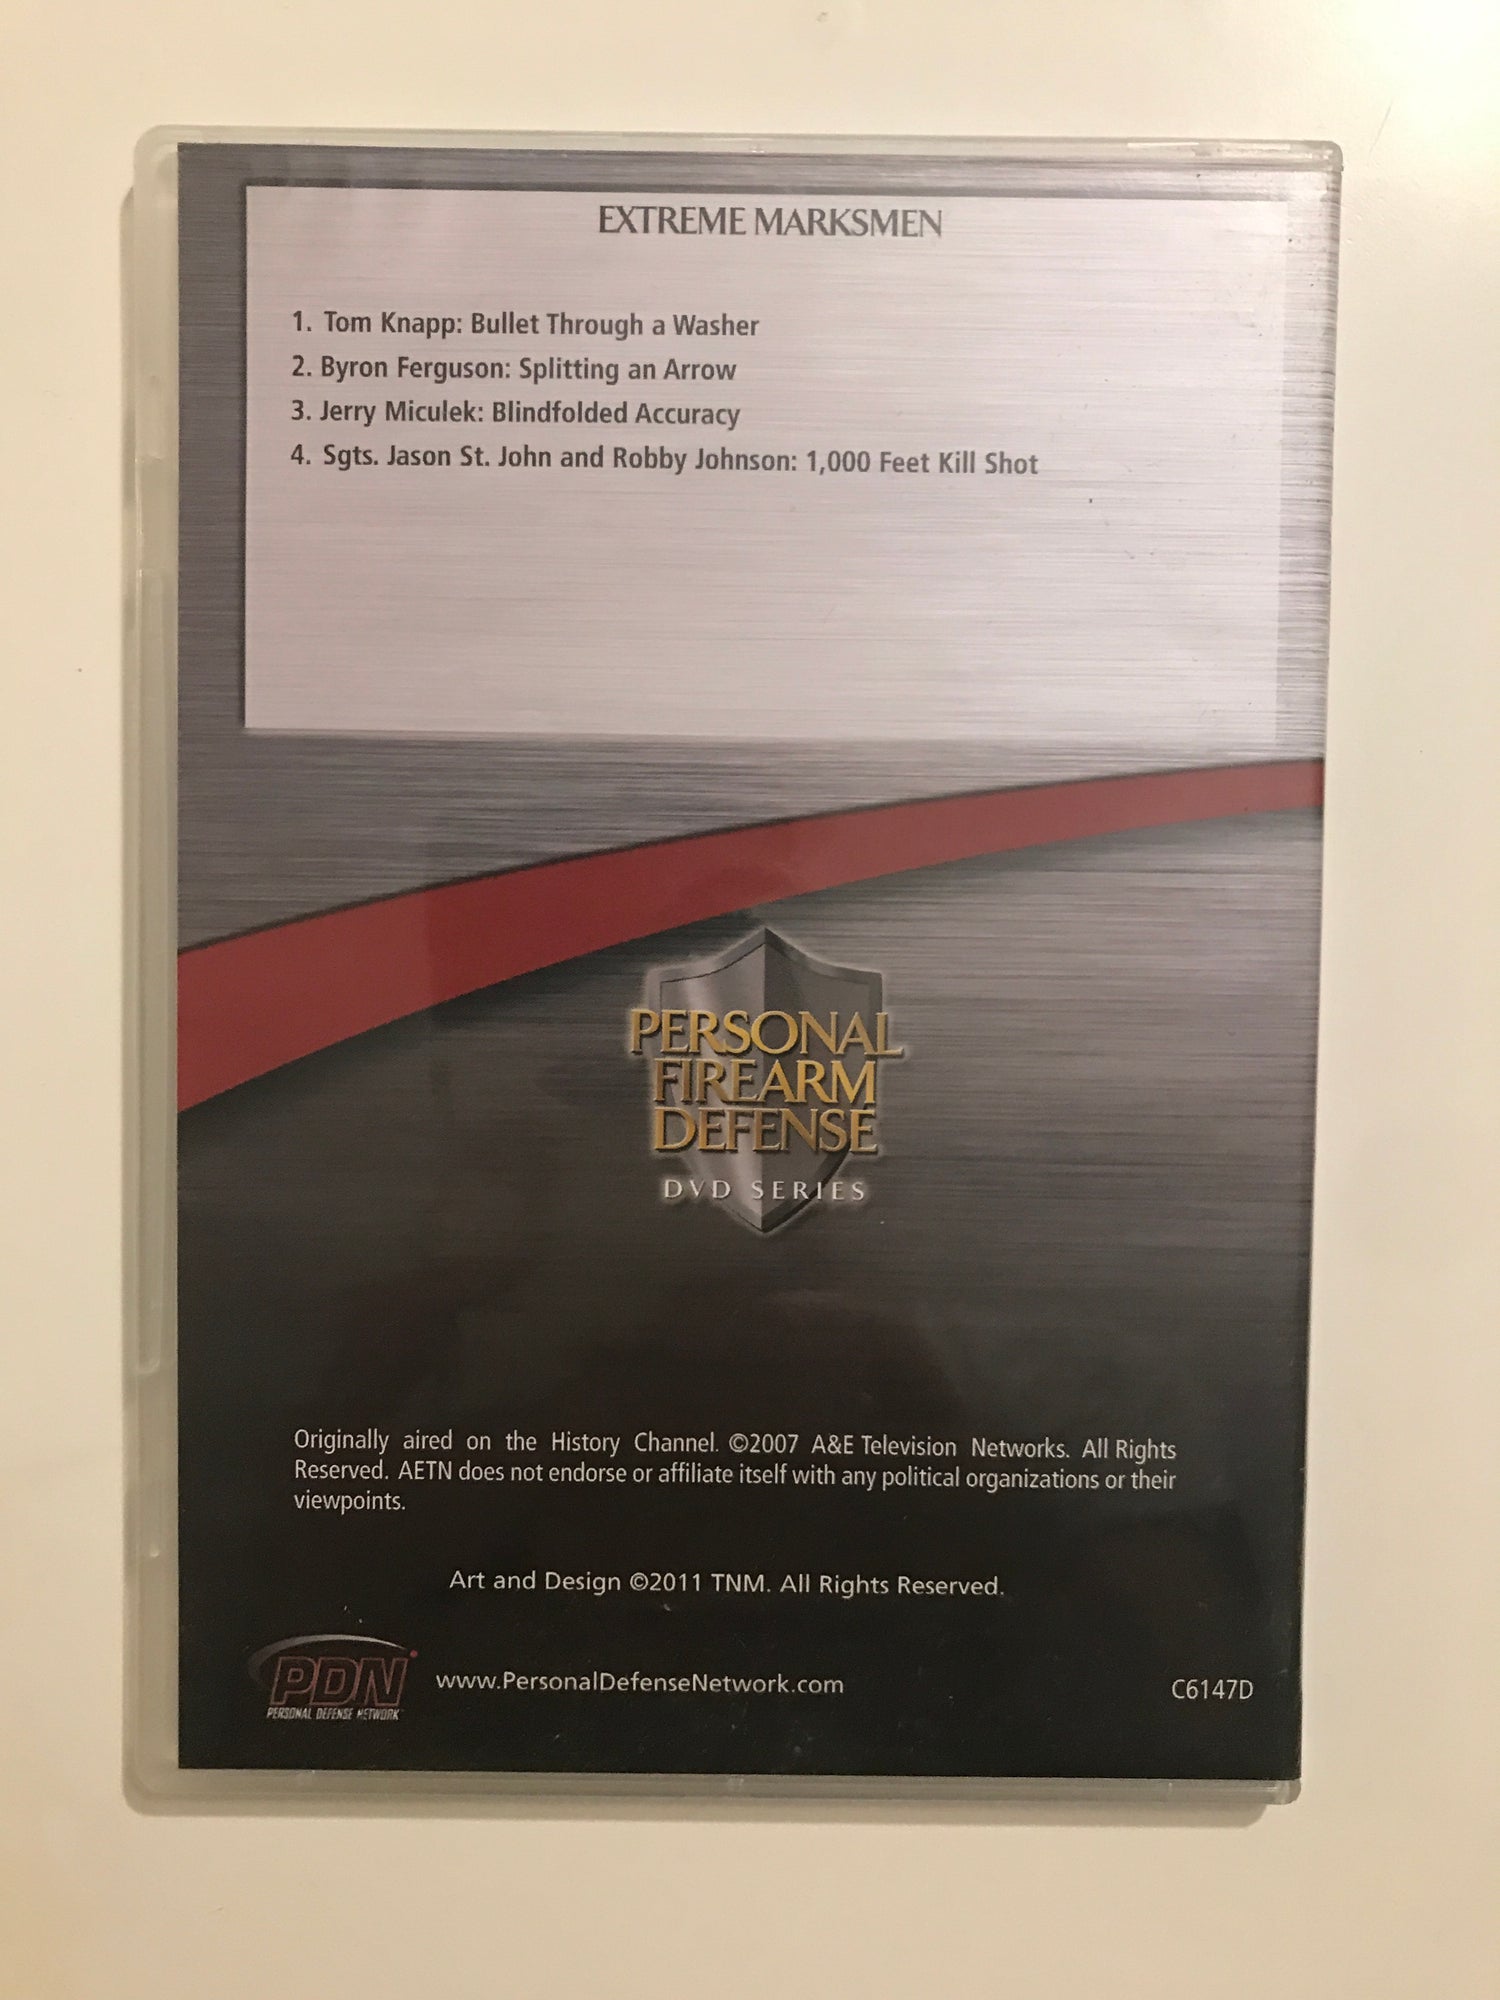 EXTREME MARKSMEN
1. Tom Knapp: Bullet Through a Washer
2. Byron Ferguson: Splitting an Arrow
3. Jerry Miculek: Blindfolded Accuracy
4. Sgts. Jason St. John and Robby Johnson: 1,000 Feet Kill Shot
PERSONAL
FIREARM
DEFENSE
DVD SERIES
Originally aired on the History Channel. ©2007 A&E Television Networks. All Rights
Reserved. AETN does not endorse or affiliate itself with any political organizations or their
viewpoints.
Art and Design ©2011 TNM. All Rights Reserved.
PDN
PERSONAL DEFENSE NETWORK
www.PersonalDefenseNetwork.com
C6147D